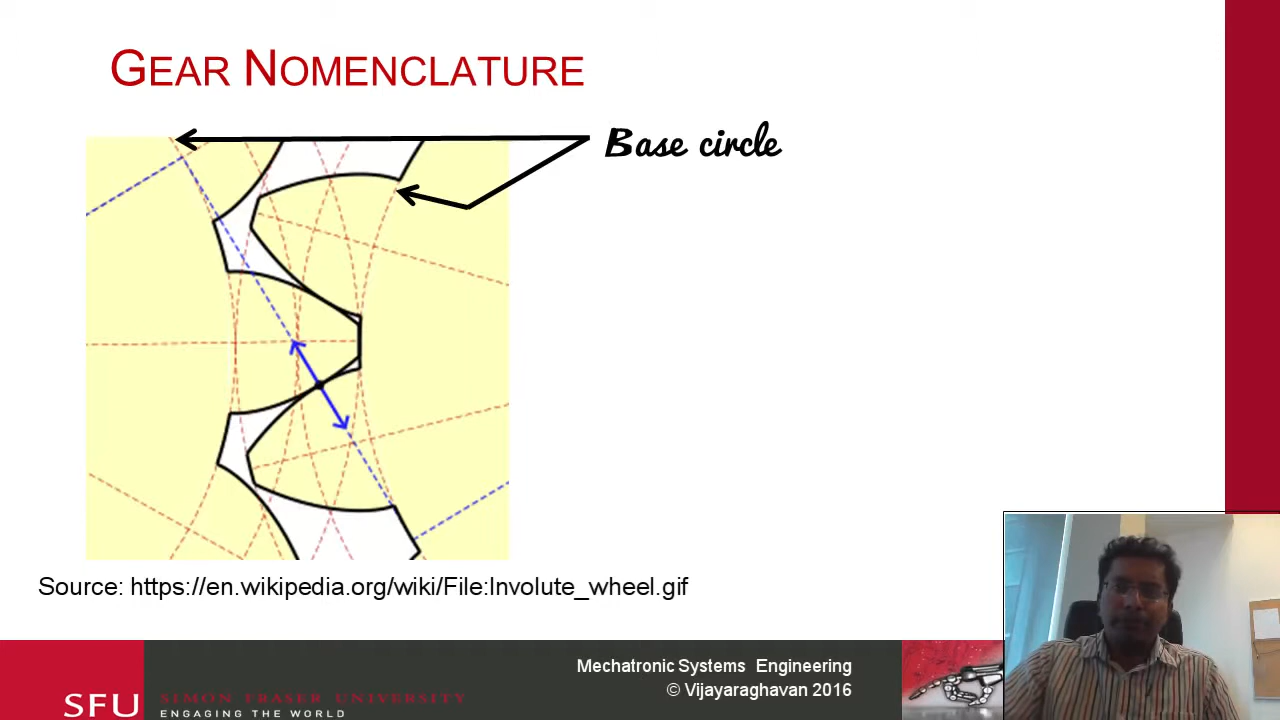 GEAR NOMENCLATURE
Base circle
Source: https://en.wikipedia.org/wiki/File:Involute_wheel.gif
Mechatronic Systems Engineering
© Vijayaraghavan 2016
SFU
SIMON FRASER UNIVERSITY
ENGAGING THE WORLD